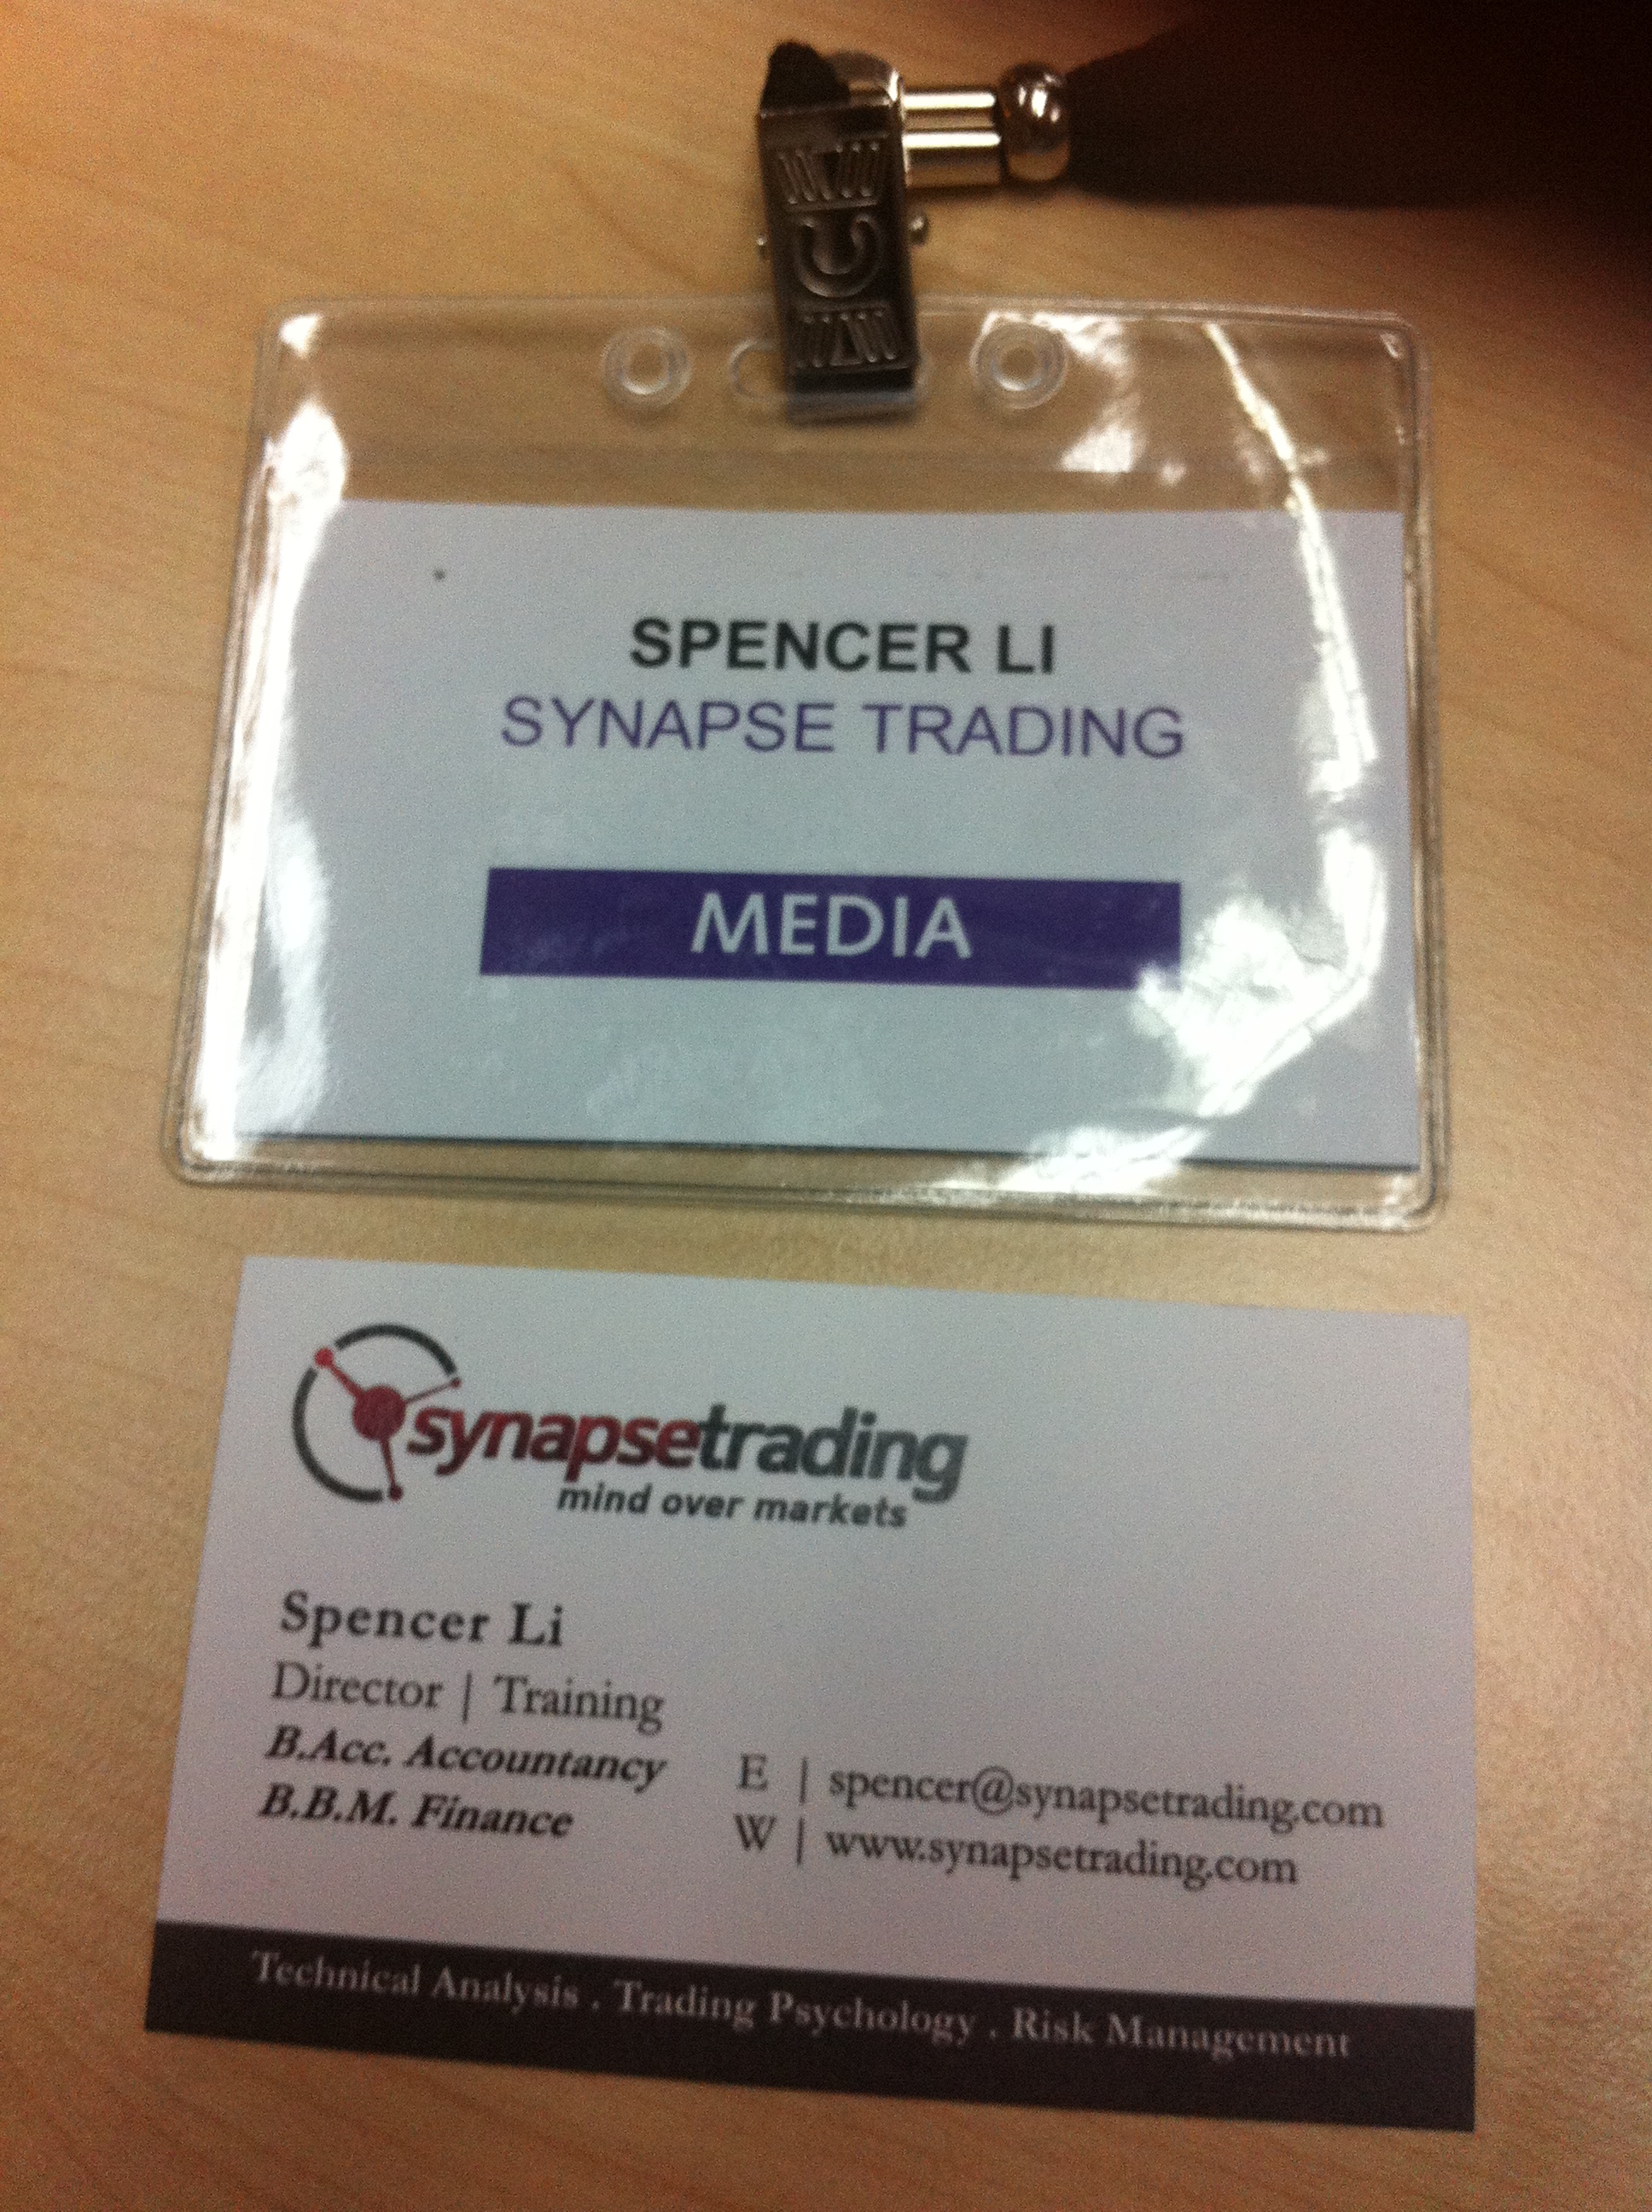 SPENCER LI
SYNAPSE TRADING
MEDIA
synapsetrading
mind over markets
Spencer Li
Director | Training
B.Acc. Accountancy
B.B.M. Finance
E | spencer@synapsetrading.com
W | www.synapsetrading.com
Technical Analysis . Trading Psychology . Risk Management